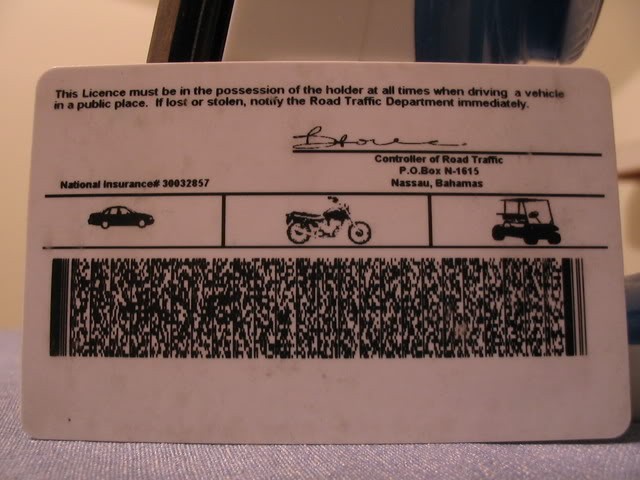 This Licence must be in the possession of the holder at all times when driving a vehicle
in a public place. If lost or stolen, notify the Road Traffic Department immediately.
Controller of Road Traffic
P.O.Box N-1615
National Insurance# 30032857
Nassau, Bahamas